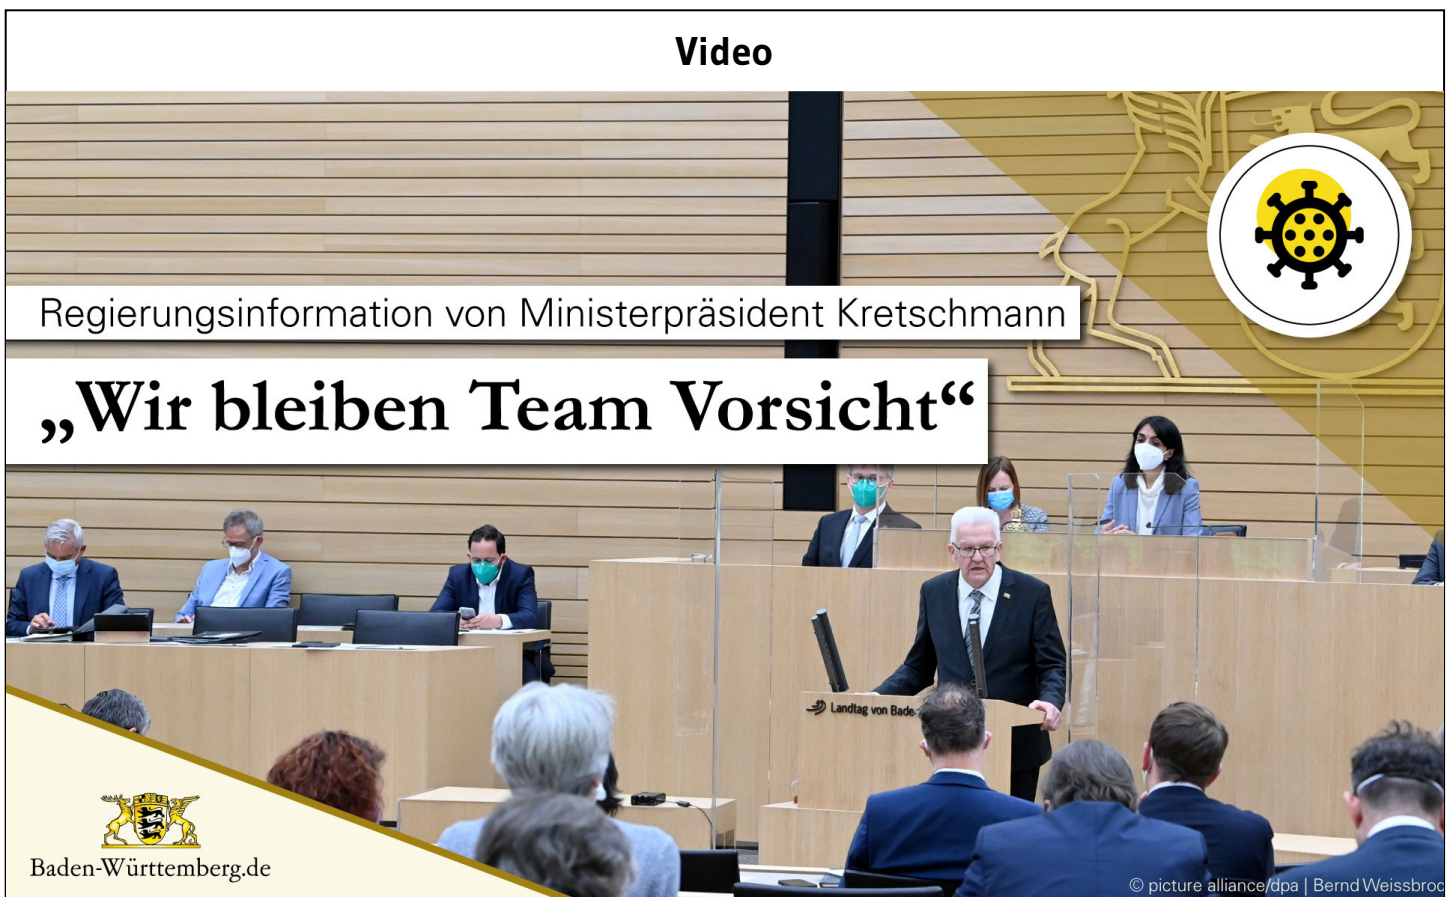 Video
Regierungsinformation von Ministerpräsident Kretschmann
„Wir bleiben Team Vorsicht“
Landtag von Bade
Baden-Württemberg.de
© picture alliance/dpa | Bernd Weissbroc